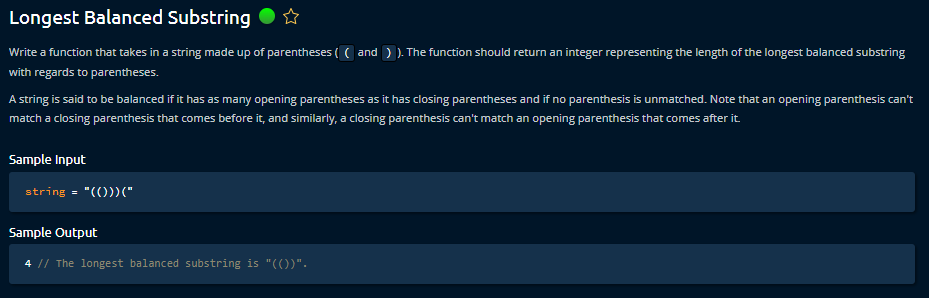 Longest Balanced Substring
Write a function that takes in a string made up of parentheses ( ( and ) ). The function should return an integer representing the length of the longest balanced substring
with regards to parentheses.
A string is said to be balanced if it has as many opening parentheses as it has closing parentheses and if no parenthesis is unmatched. Note that an opening parenthesis can't
match a closing parenthesis that comes before it, and similarly, a closing parenthesis can't match an opening parenthesis that comes after it.
Sample Input
string = "(()))("
Sample Output
4 // The longest balanced substring is "(())".